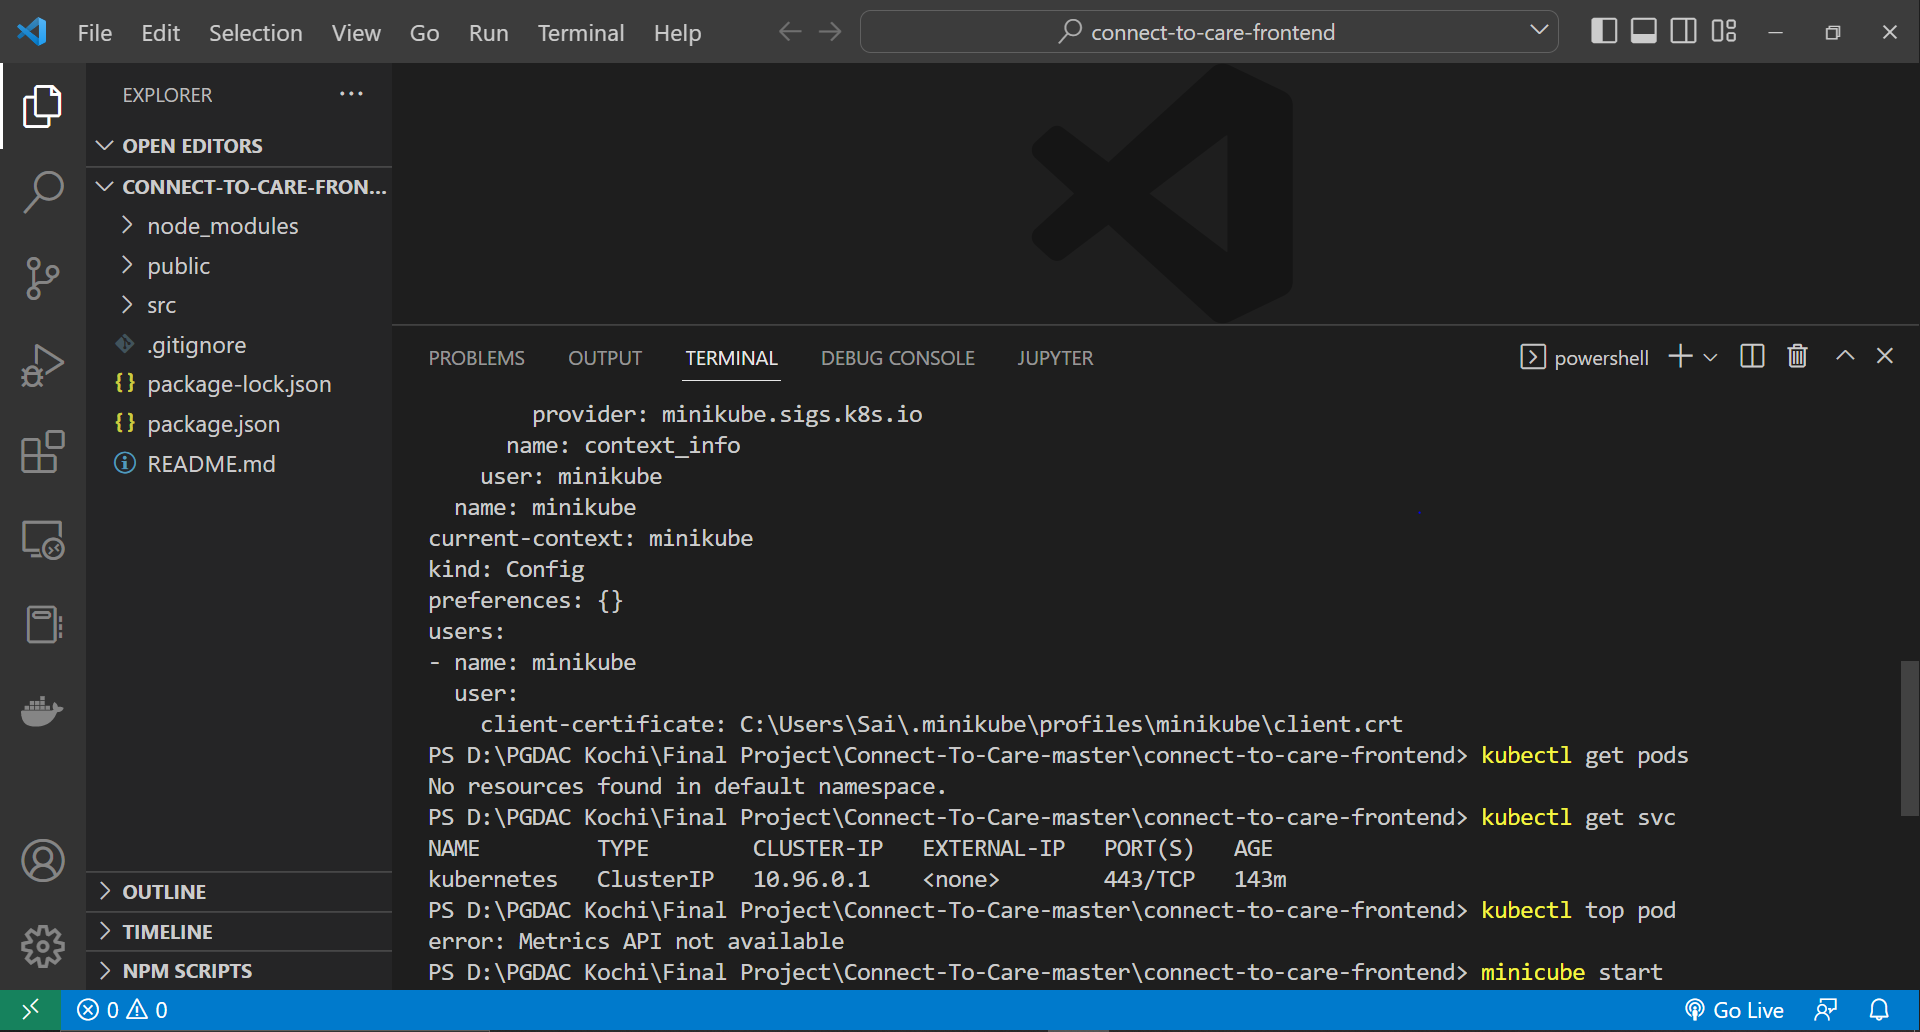 File Edit Selection View Go Run Terminal Help connect-to-care-frontend
EXPLORER
OPEN EDITORS
CONNECT-TO-CARE-FRON...
node_modules
public
src
.gitignore
package-lock.json
package.json
README.md
OUTLINE
TIMELINE
NPM SCRIPTS
PROBLEMS OUTPUT TERMINAL DEBUG CONSOLE JUPYTER powershell
provider: minikube.sigs.k8s.io
name: context_info
user: minikube
name: minikube
current-context: minikube
kind: Config
preferences: {}
users:
- name: minikube
user:
client-certificate: C:\Users\Sai\.minikube\profiles\minikube\client.crt
PS D:\PGDAC Kochi\Final Project\Connect-To-Care-master\connect-to-care-frontend> kubectl get pods
No resources found in default namespace.
PS D:\PGDAC Kochi\Final Project\Connect-To-Care-master\connect-to-care-frontend> kubectl get svc
NAME TYPE CLUSTER-IP EXTERNAL-IP PORT(S) AGE
kubernetes ClusterIP 10.96.0.1 <none> 443/TCP 143m
PS D:\PGDAC Kochi\Final Project\Connect-To-Care-master\connect-to-care-frontend> kubectl top pod
error: Metrics API not available
PS D:\PGDAC Kochi\Final Project\Connect-To-Care-master\connect-to-care-frontend> minicube start
0 0 Go Live